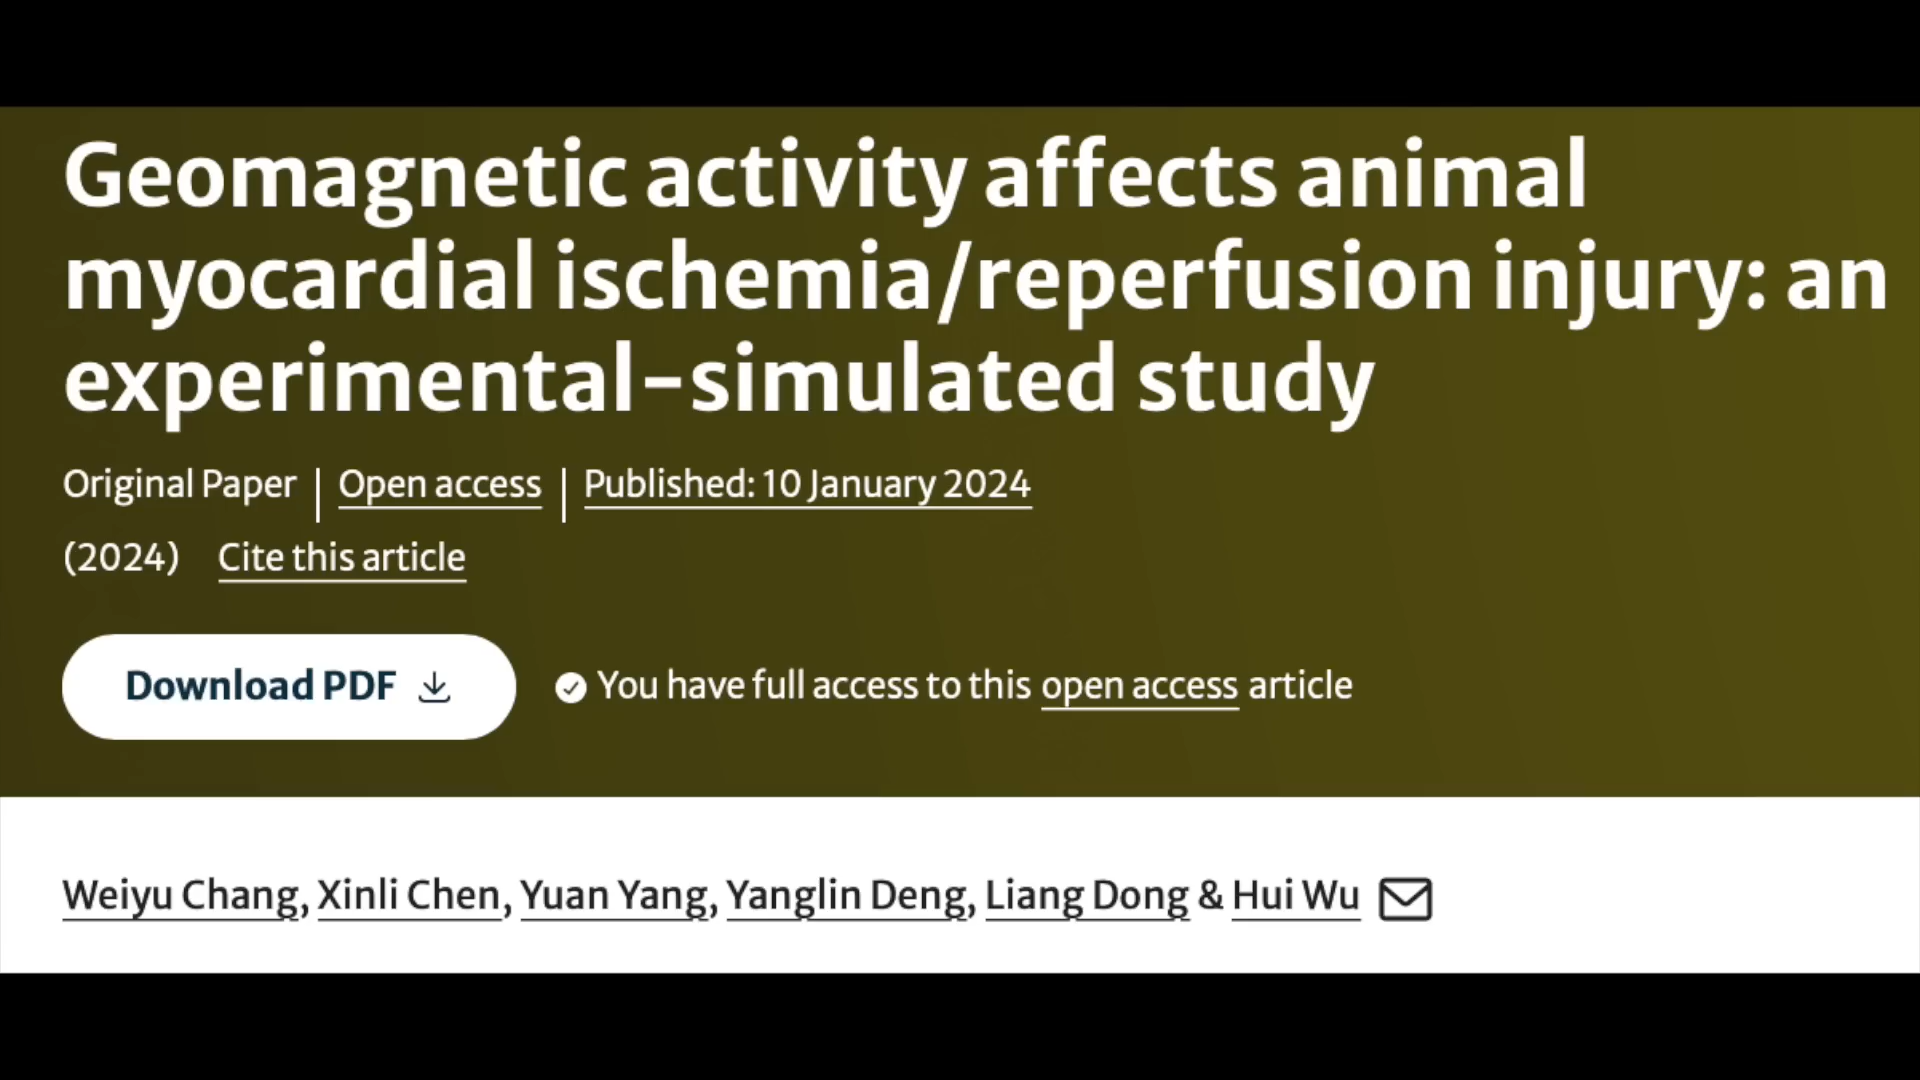 Geomagnetic activity affects animal
myocardial ischemia/reperfusion injury: an
experimental-simulated study
Original Paper | Open access | Published: 10 January 2024
(2024) Cite this article
Download PDF You have full access to this open access article
Weiyu Chang, Xinli Chen, Yuan Yang, Yanglin Deng, Liang Dong & Hui Wu